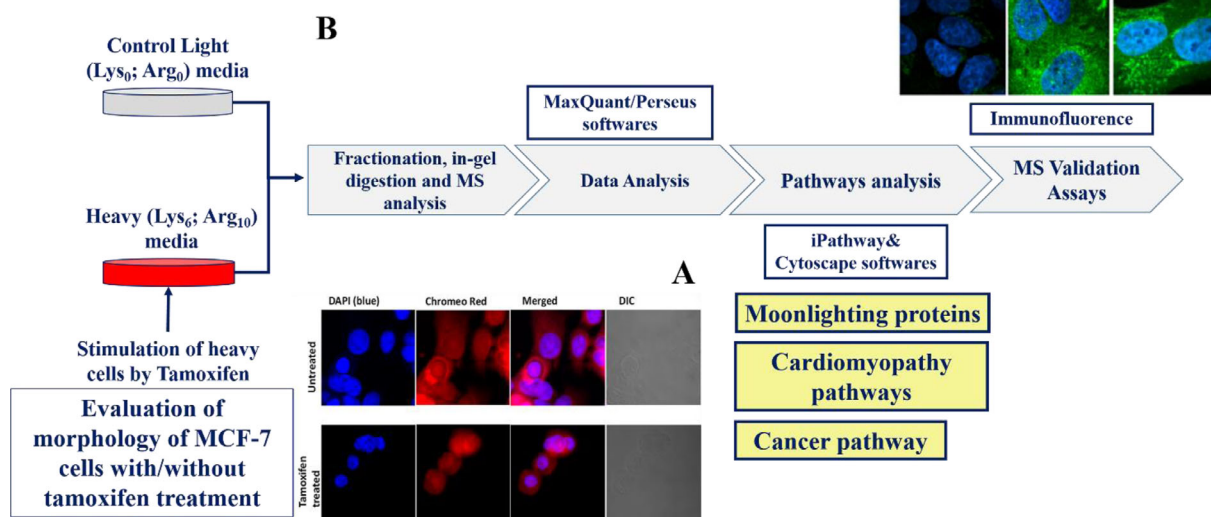 B
Control Light
(Lys0; Arg0) media
Heavy (Lys6; Arg10)
media
Stimulation of heavy
cells by Tamoxifen
Evaluation of
morphology of MCF-7
cells with/without
tamoxifen treatment
MaxQuant/Perseus
softwares
Immunofluorence
Fractionation, in-gel
digestion and MS
analysis
Data Analysis
Pathways analysis
MS Validation
Assays
iPathway&
Cytoscape softwares
Moonlighting proteins
Cardiomyopathy
pathways
Cancer pathway
A
DAPI (blue)
Chromeo Red
Merged
DIC
Untreated
Tamoxifen
treated